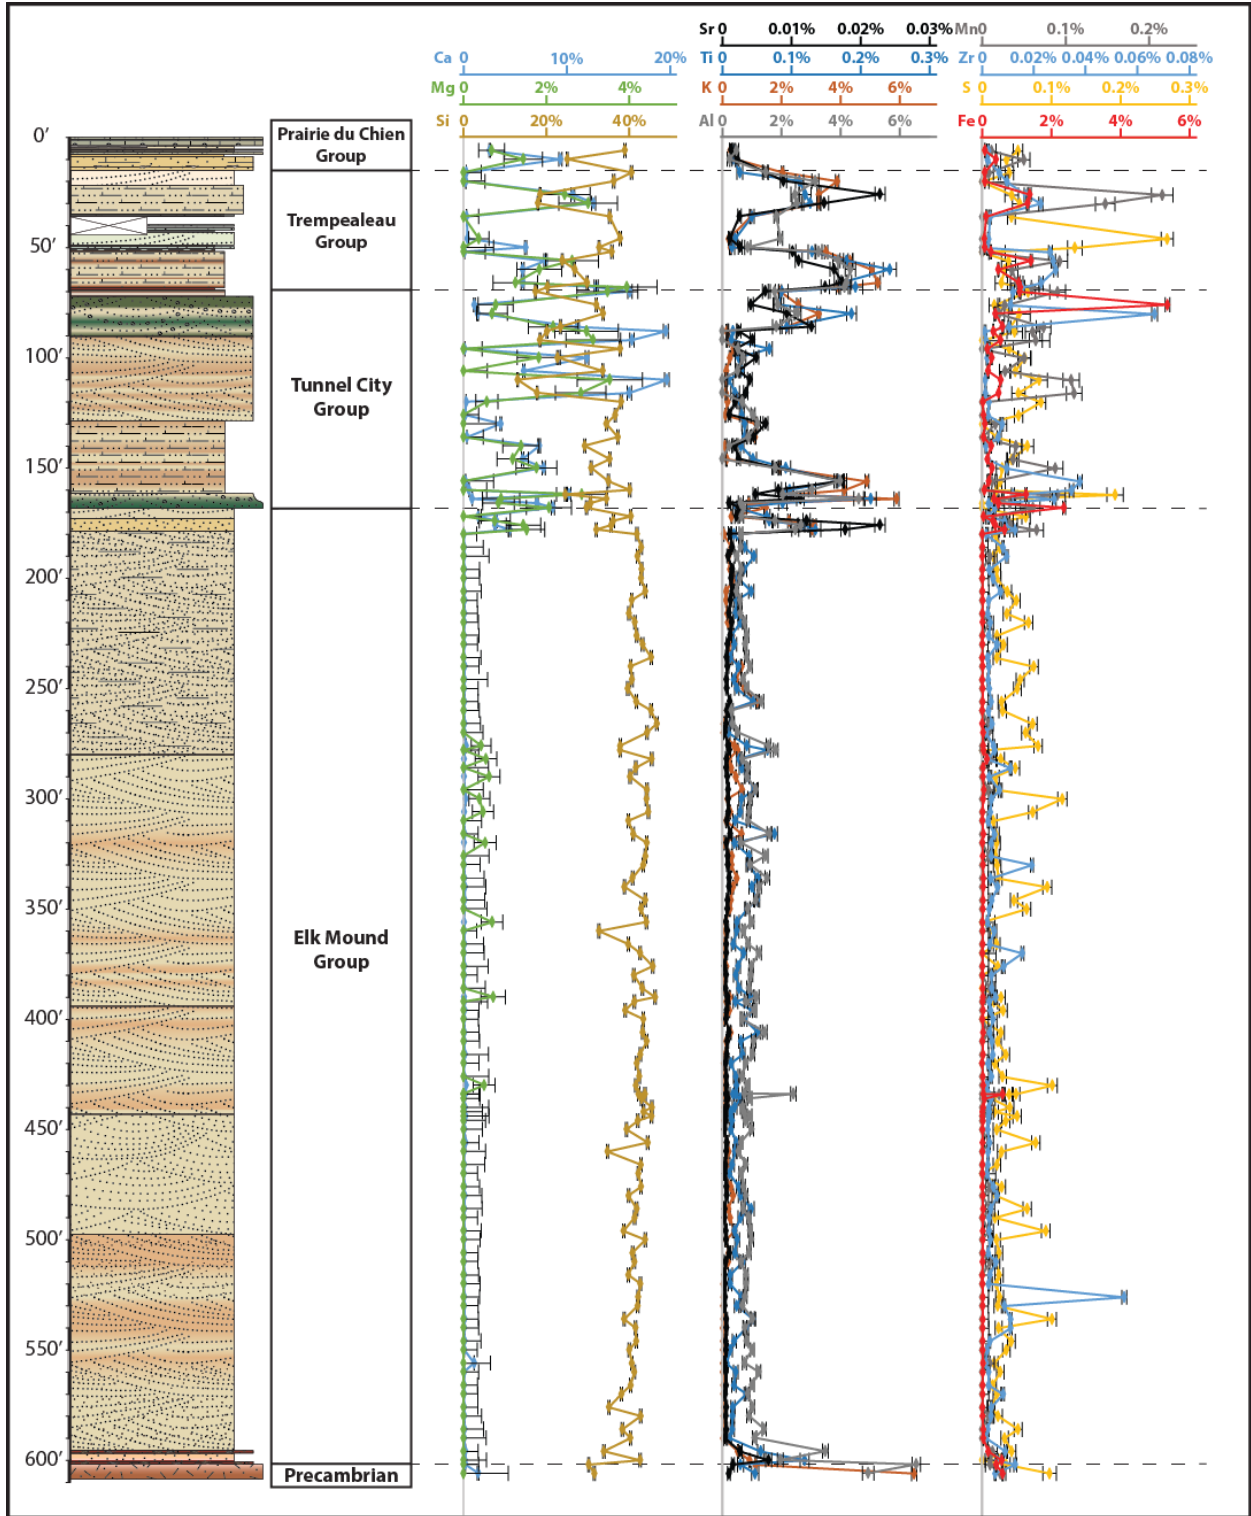 Sr 0 0.01% 0.02% 0.03% Mn0 0.1% 0.2%
Ca 0 10% 20% Ti 0 0.1% 0.2% 0.3% Zr 0 0.02% 0.04% 0.06% 0.08%
Mg 0 2% 4% K 0 2% 4% 6% S 0 0.1% 0.2% 0.3%
Si 0 20% 40% Al 0 2% 4% 6% Fe 0 2% 4% 6%
0′
Prairie du Chien
Group
Trempealeau
Group
50′
100′
Tunnel City
Group
150′
200′
250′
300′
350′
Elk Mound
Group
400′
450′
500′
550′
600′
Precambrian